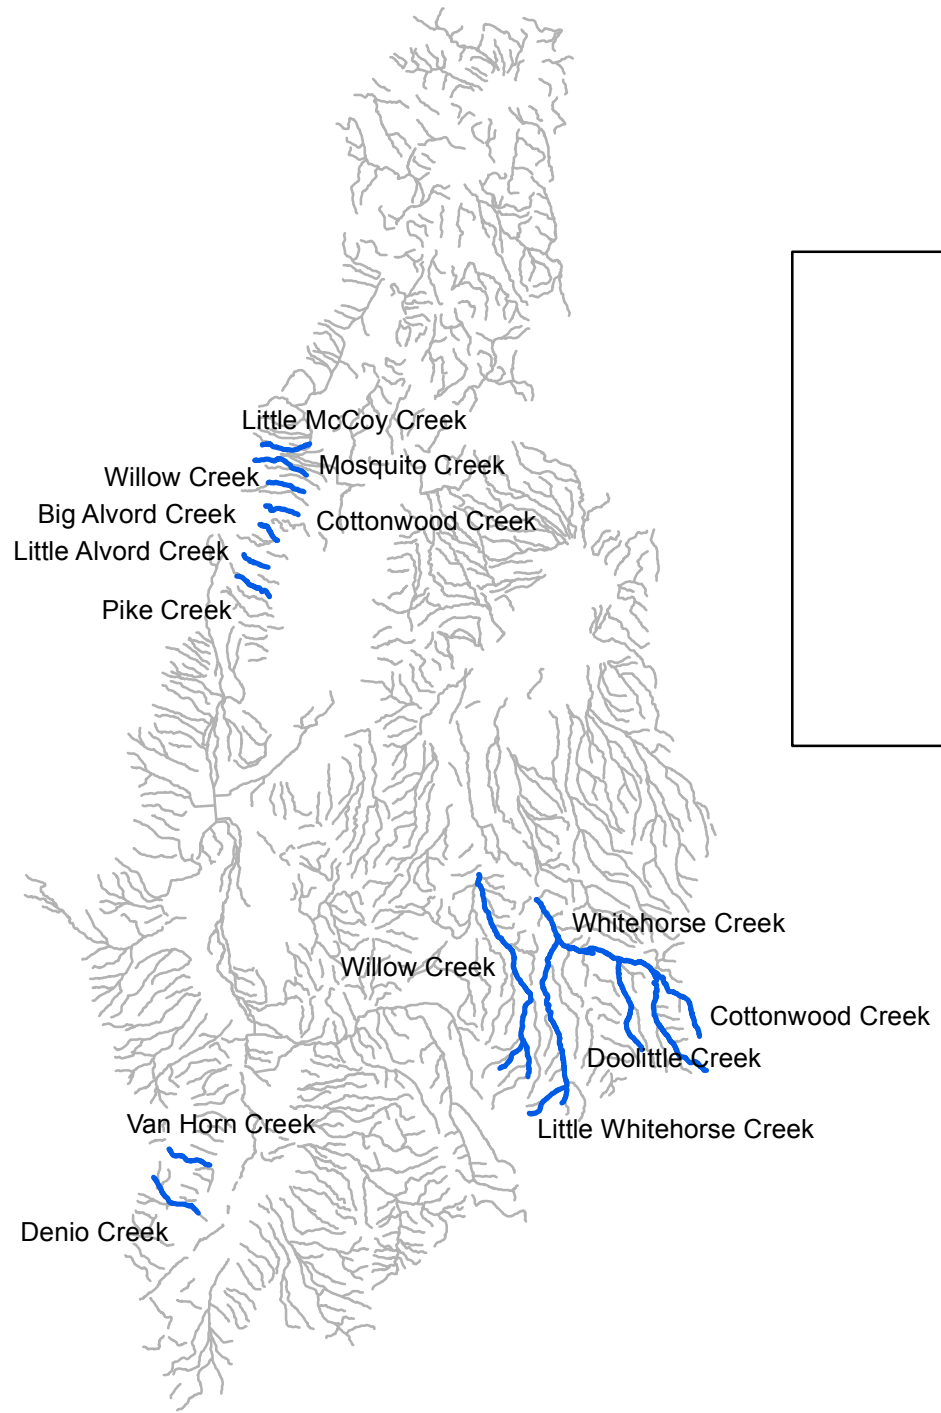 Little McCoy Creek
Mosquito Creek
Willow Creek
Big Alvord Creek
Cottonwood Creek
Little Alvord Creek
Pike Creek
Whitehorse Creek
Willow Creek
Cottonwood Creek
Doolittle Creek
Van Horn Creek
Little Whitehorse Creek
Denio Creek